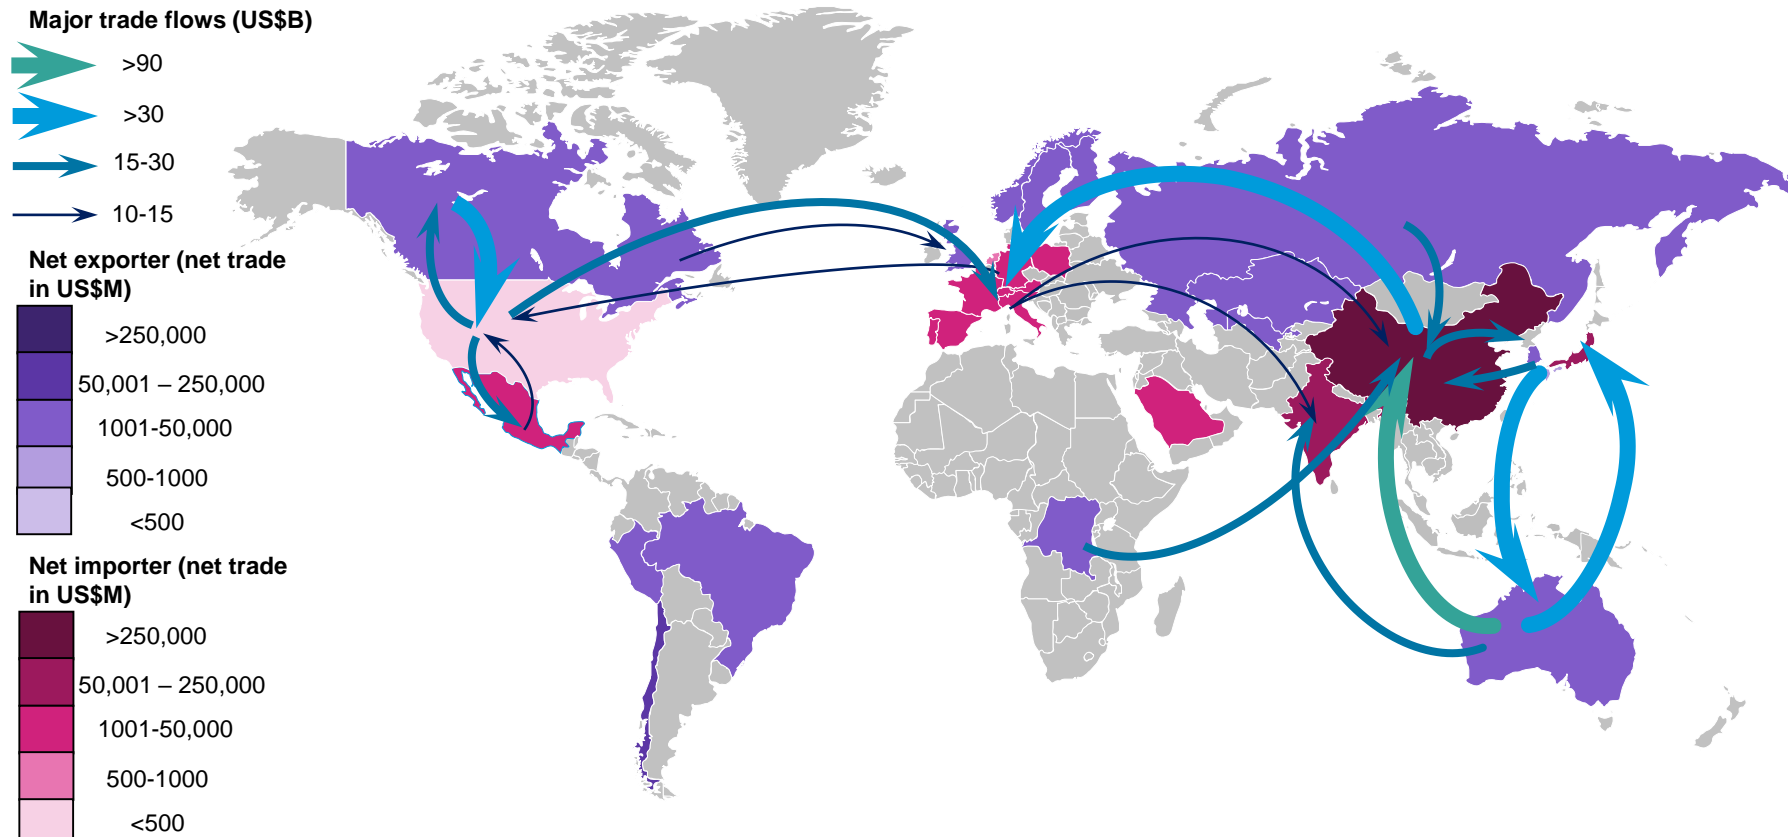 Major trade flows (US$B)
>90
>30
15-30
10-15
Net exporter (net trade
in US$M)
>250,000
50,001 – 250,000
1001-50,000
500-1000
<500
Net importer (net trade
in US$M)
>250,000
50,001 – 250,000
1001-50,000
500-1000
<500